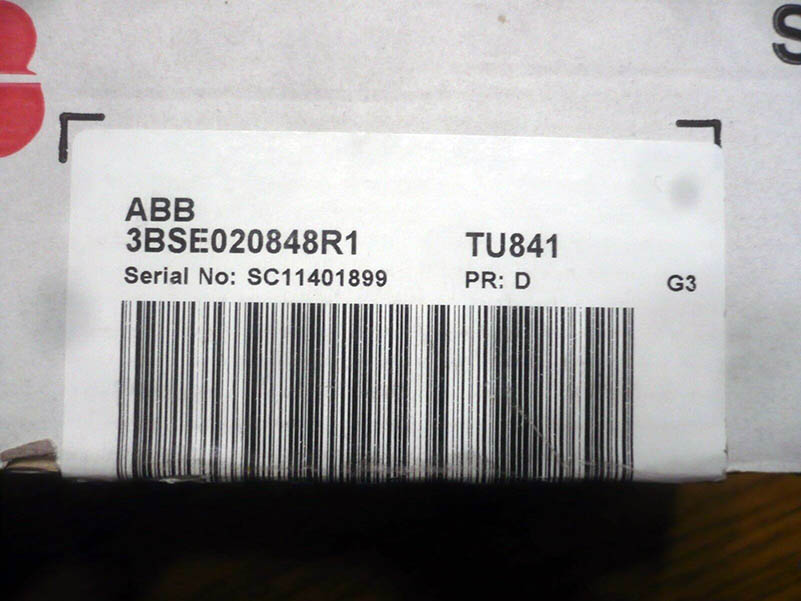 S
ABB
3BSE020848R1 TU841
Serial No: SC11401899 PR: D G3